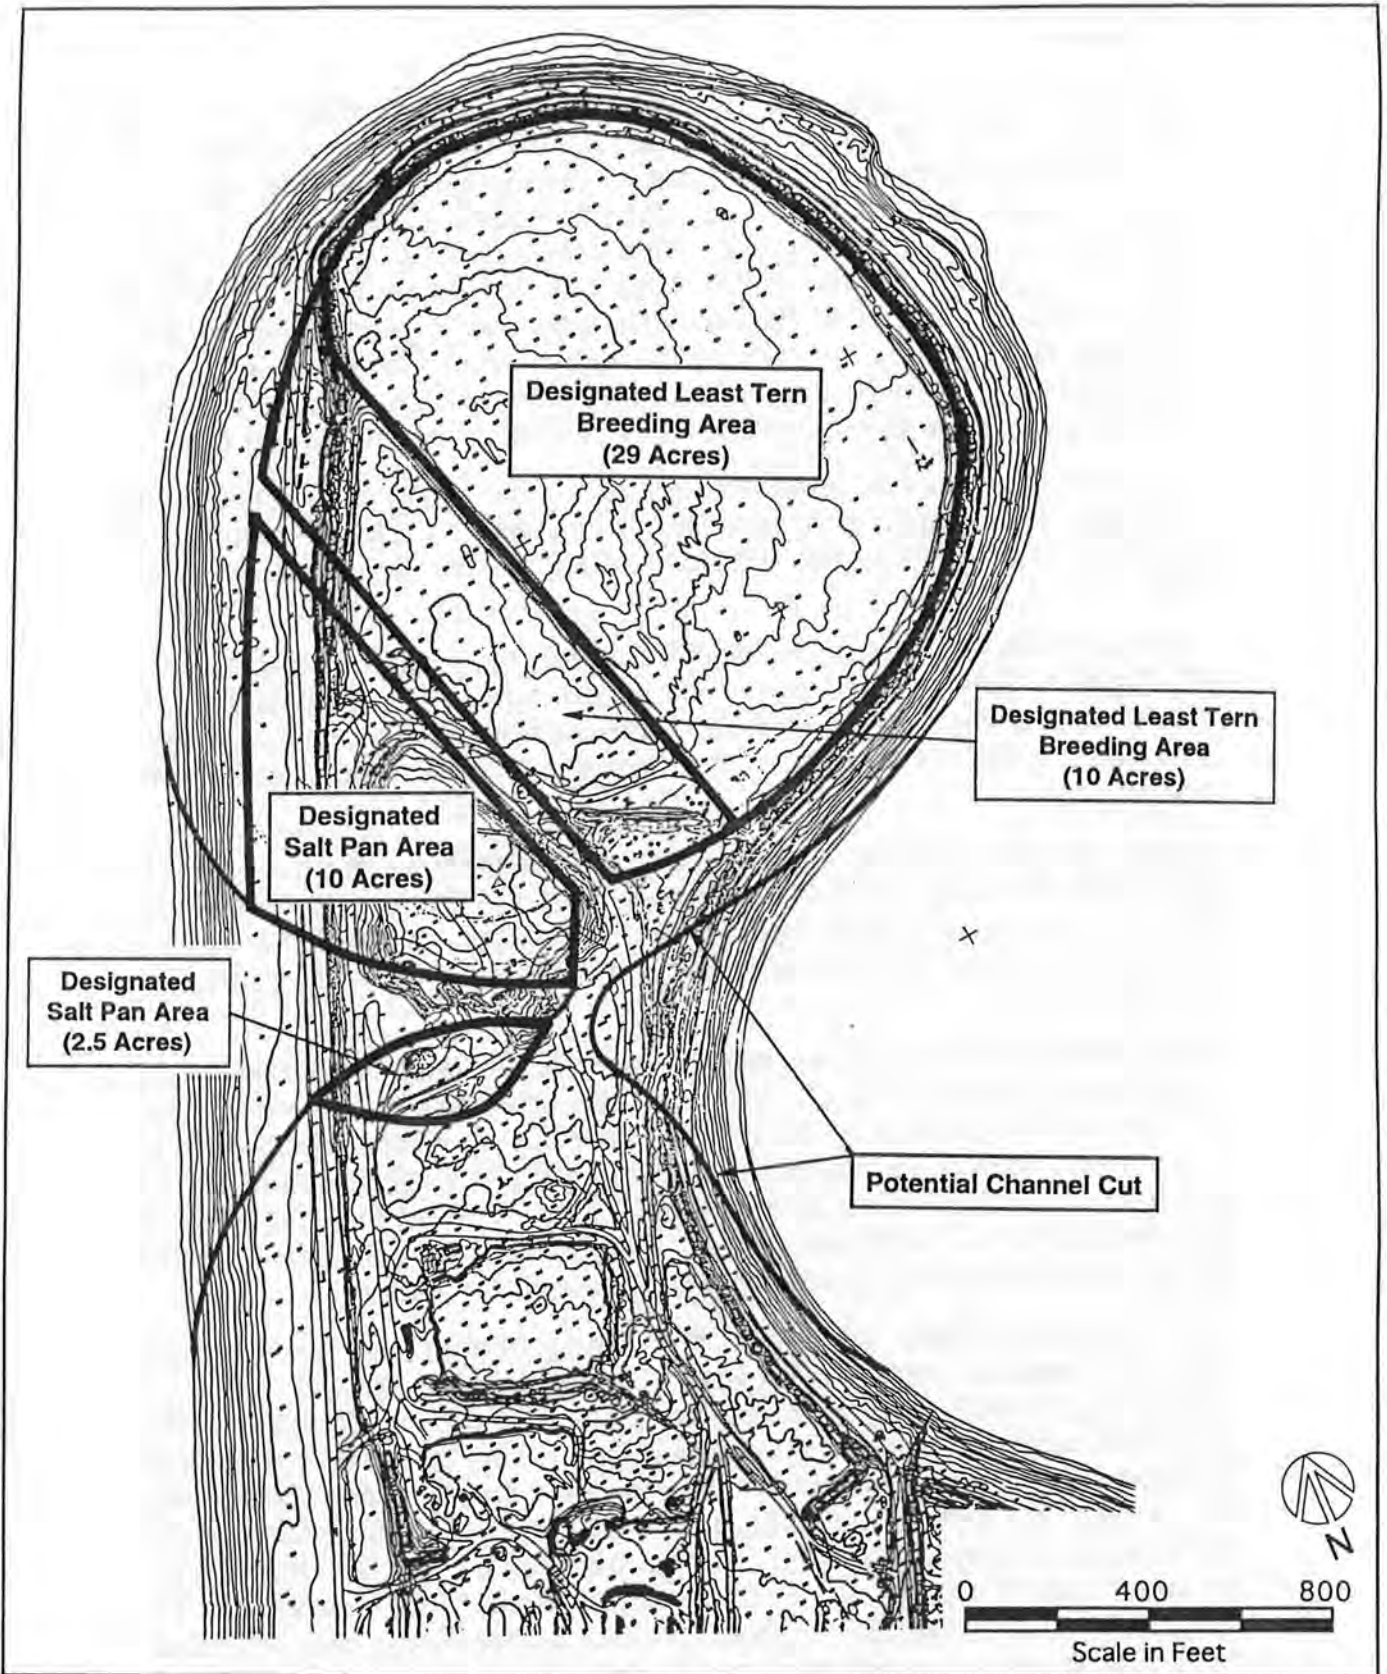 Designated Least Tern
Breeding Area
(29 Acres)
Designated Least Tern
Breeding Area
(10 Acres)
Designated
Salt Pan Area
(10 Acres)
Designated
Salt Pan Area
(2.5 Acres)
Potential Channel Cut
N
0 400 800
Scale in Feet